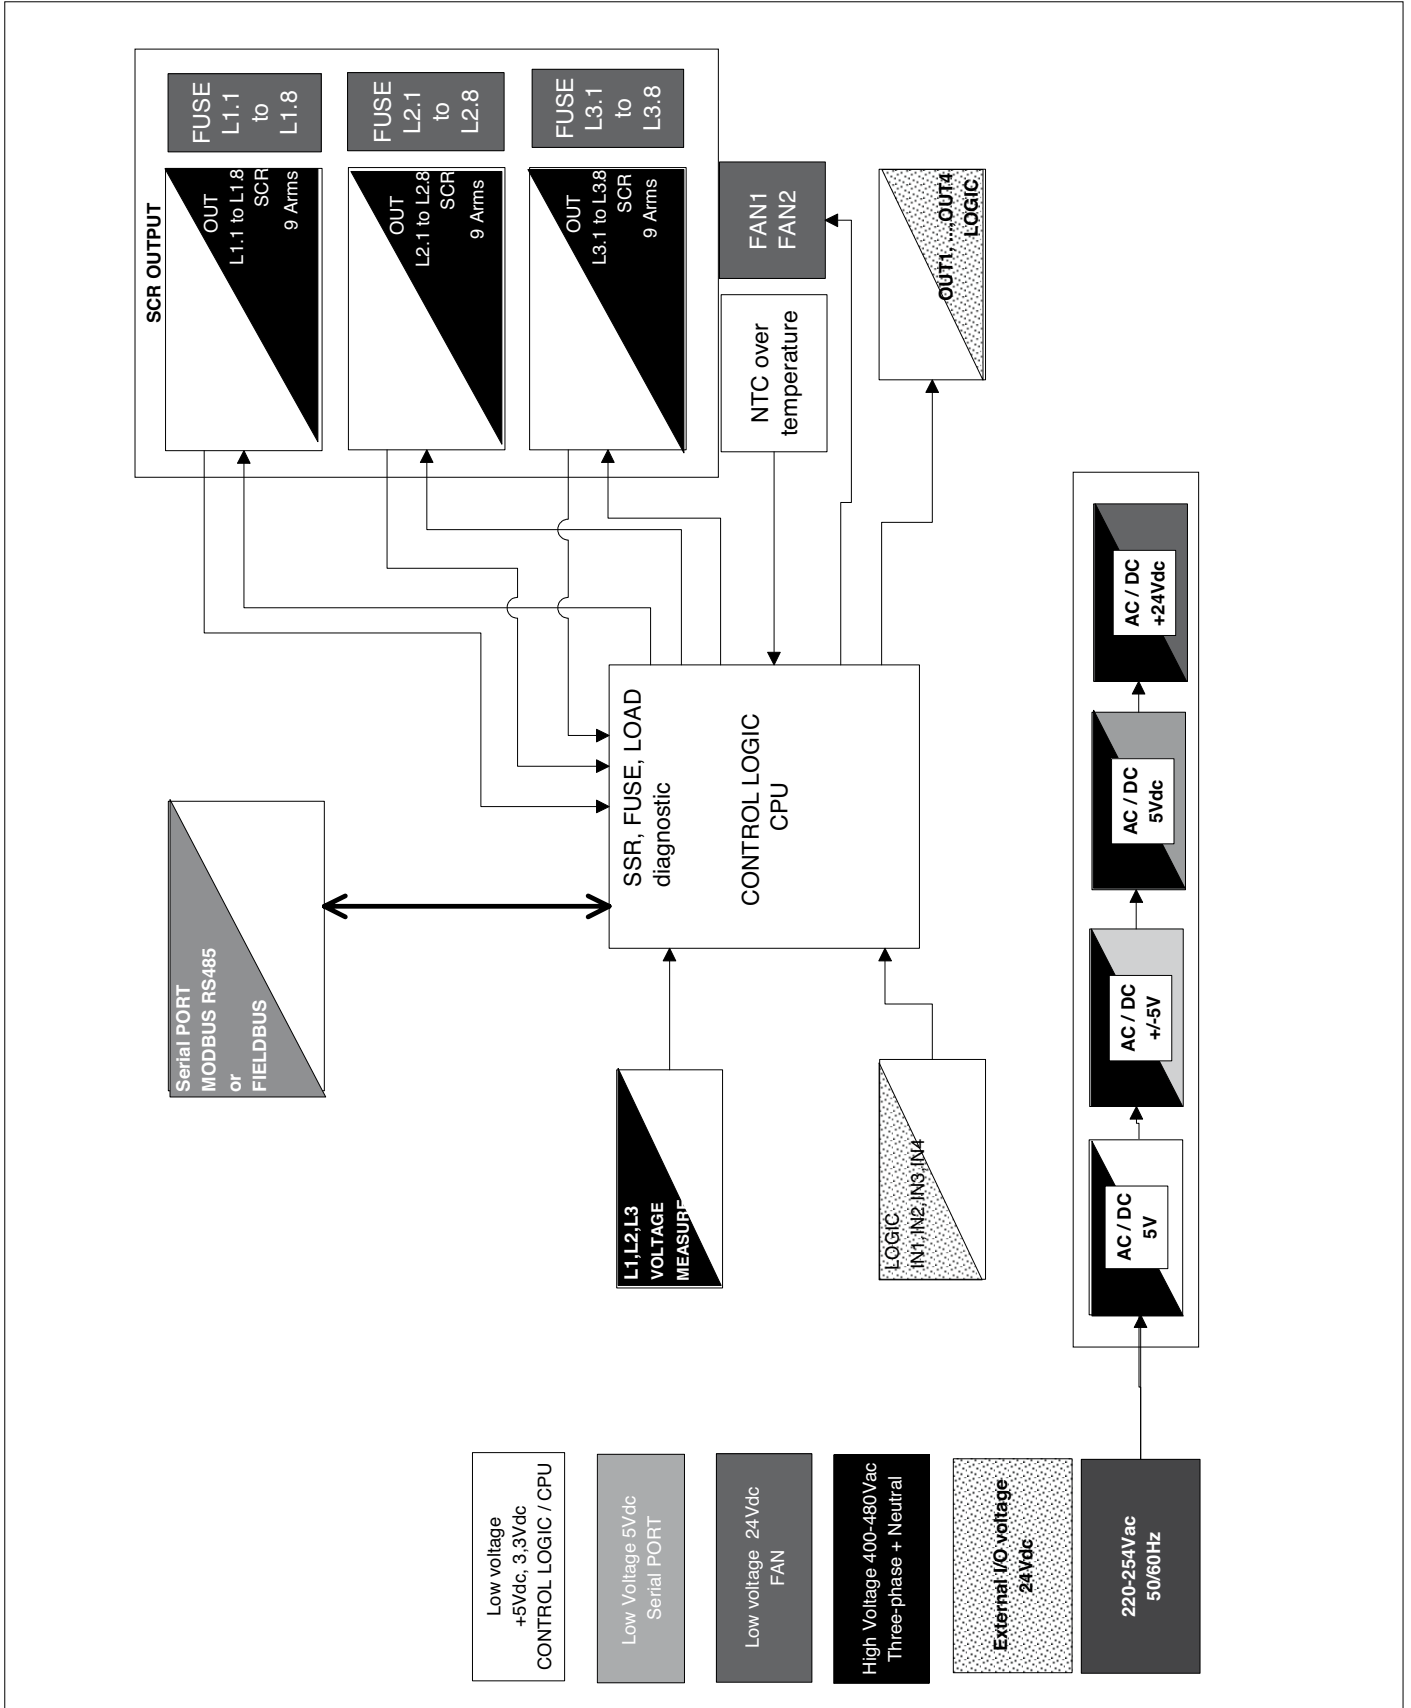 SCR OUTPUT
FUSE
L1.1
to
L1.8
OUT
L1.1 to L1.8
SCR
9 Arms
FUSE
L2.1
to
L2.8
OUT
L2.1 to L2.8
SCR
9 Arms
FUSE
L3.1
to
L3.8
OUT
L3.1 to L3.8
SCR
9 Arms
FAN1
FAN2
NTC over
temperature
OUT1, ...,OUT4
LOGIC
Serial PORT
MODBUS RS485
or
FIELDBUS
SSR, FUSE, LOAD
diagnostic
CONTROL LOGIC
CPU
L1,L2,L3
VOLTAGE
MEASURE
LOGIC
IN1,IN2,IN3,IN4
AC / DC
+24Vdc
AC / DC
5Vdc
AC / DC
+/-5V
AC / DC
5V
Low voltage
+5Vdc, 3,3Vdc
CONTROL LOGIC / CPU
Low Voltage 5Vdc
Serial PORT
Low voltage 24Vdc
FAN
High Voltage 400-480Vac
Three-phase + Neutral
External I/O voltage
24Vdc
220-254Vac
50/60Hz